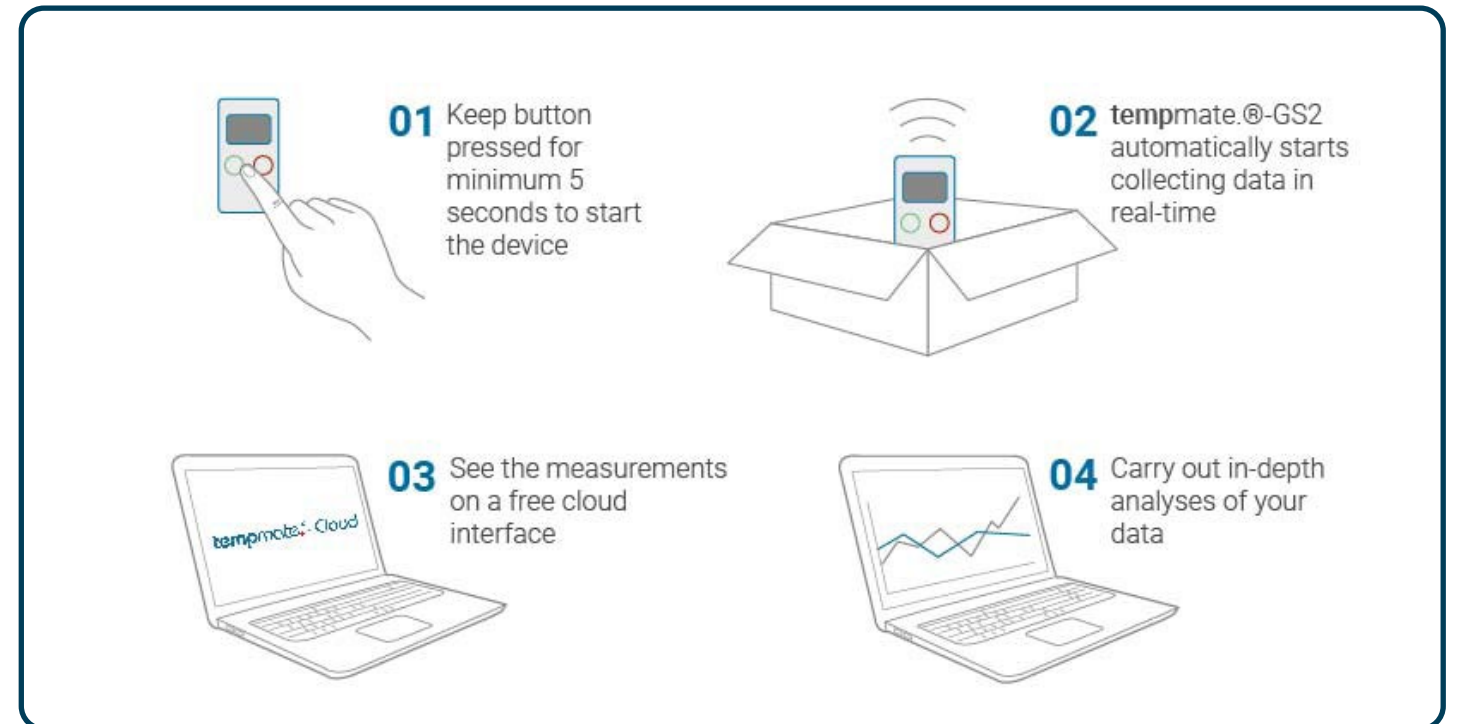 01 Keep button
pressed for
minimum 5
seconds to start
the device
02 tempmate.®-GS2
automatically starts
collecting data in
real-time
tempmate.®-Cloud
03 See the measurements
on a free cloud
interface
04 Carry out in-depth
analyses of your
data